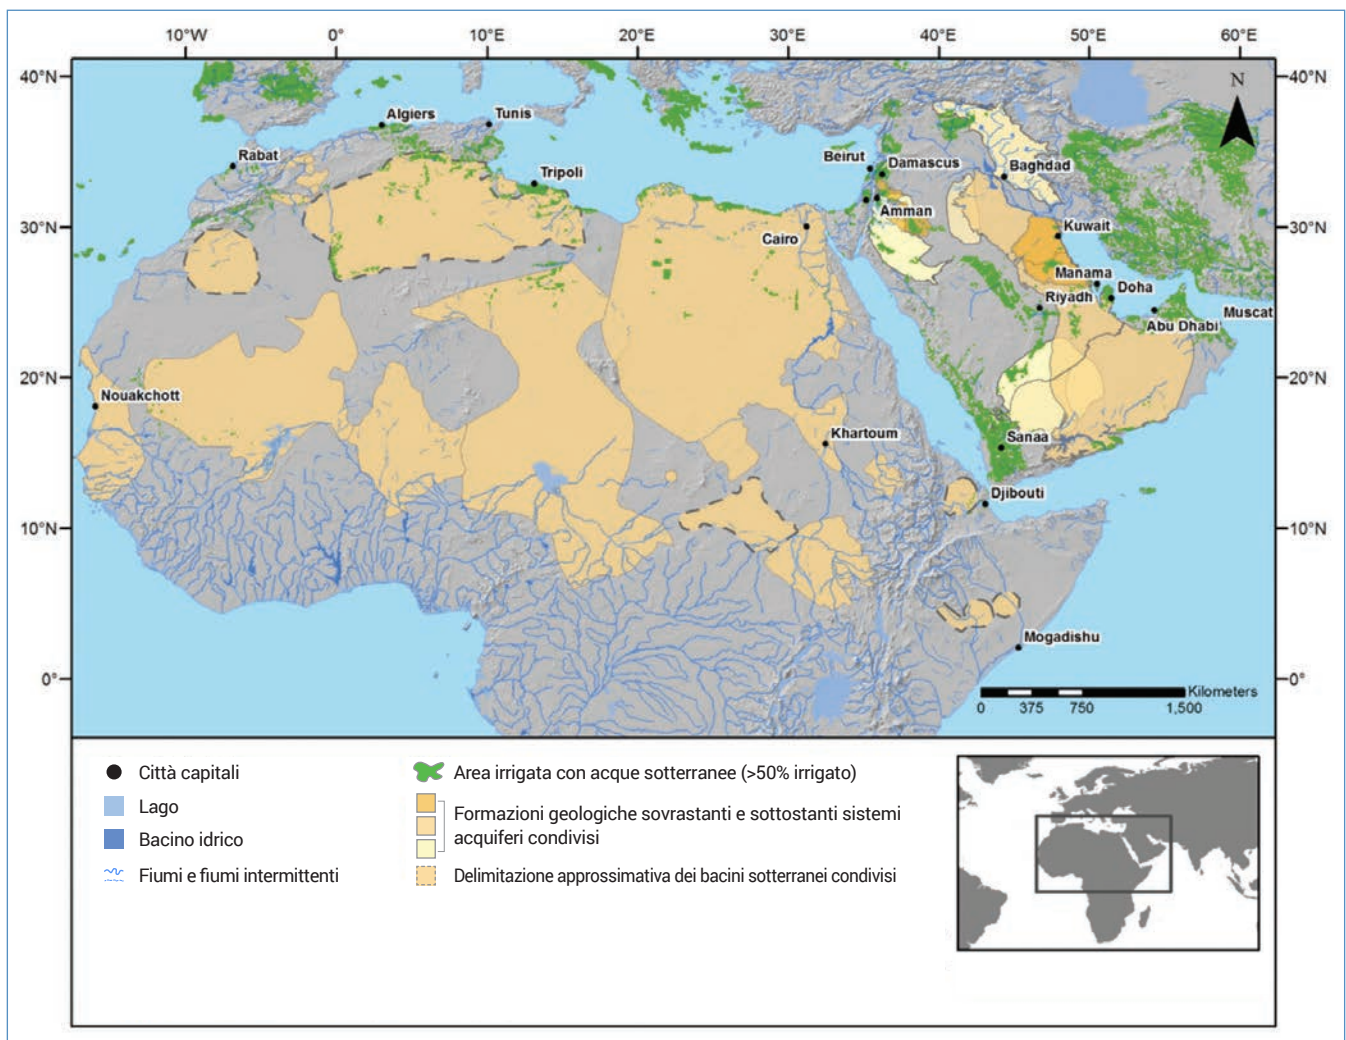 10°W 0° 10°E 20°E 30°E 40°E 50°E 60°E
40°N 40°N
N
Algiers Tunis
Rabat
Tripoli
Beirut Damascus
Baghdad
Amman
30°N 30°N
Cairo
Kuwait
Manama
Doha
Riyadh
Muscat
Abu Dhabi
20°N 20°N
Nouakchott
Khartoum
Sanaa
Djibouti
10°N 10°N
Mogadishu
0° 0°
Kilometers
0 375 750 1,500
Città capitali
Lago
Bacino idrico
Fiumi e fiumi intermittenti
Area irrigata con acque sotterranee (>50% irrigato)
Formazioni geologiche sovrastanti e sottostanti sistemi
acquiferi condivisi
Delimitazione approssimativa dei bacini sotterranei condivisi